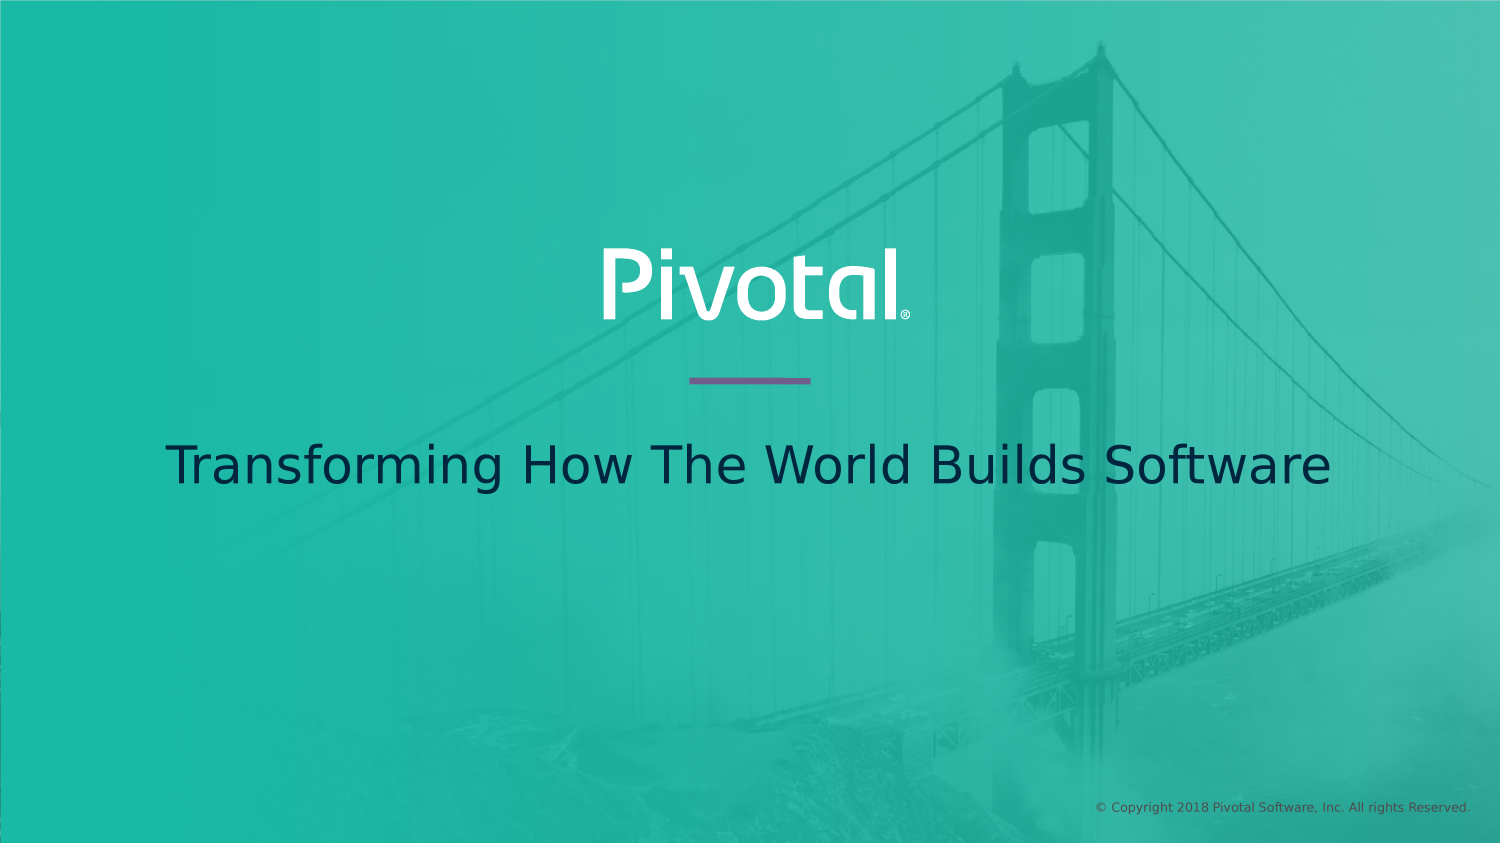 Pivotal®
Transforming How The World Builds Software
© Copyright 2018 Pivotal Software, Inc. All rights Reserved.